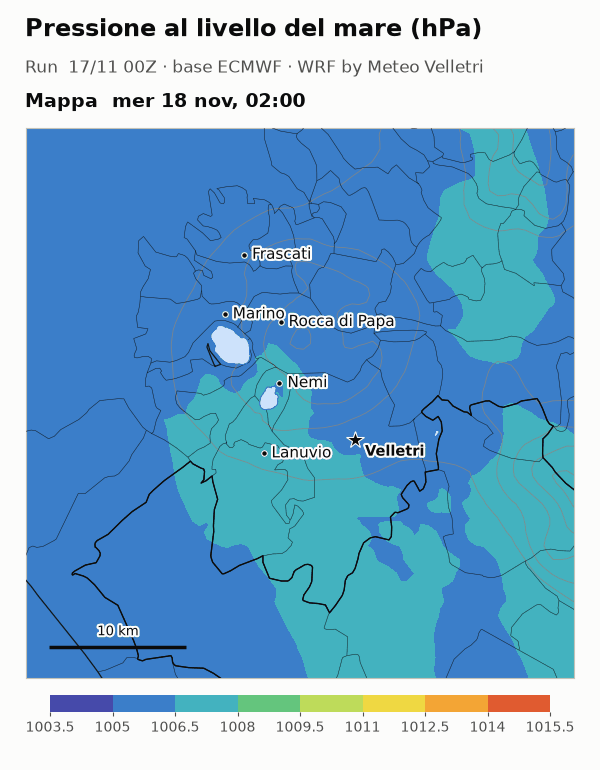 Pressione al livello del mare (hPa)
Run 17/11 00Z · base ECMWF · WRF by Meteo Velletri
Mappa mer 18 nov, 02:00
Frascati
Marino
Rocca di Papa
Nemi
Velletri
Lanuvio
10 km
1003.5 1005 1006.5 1008 1009.5 1011 1012.5 1014 1015.5